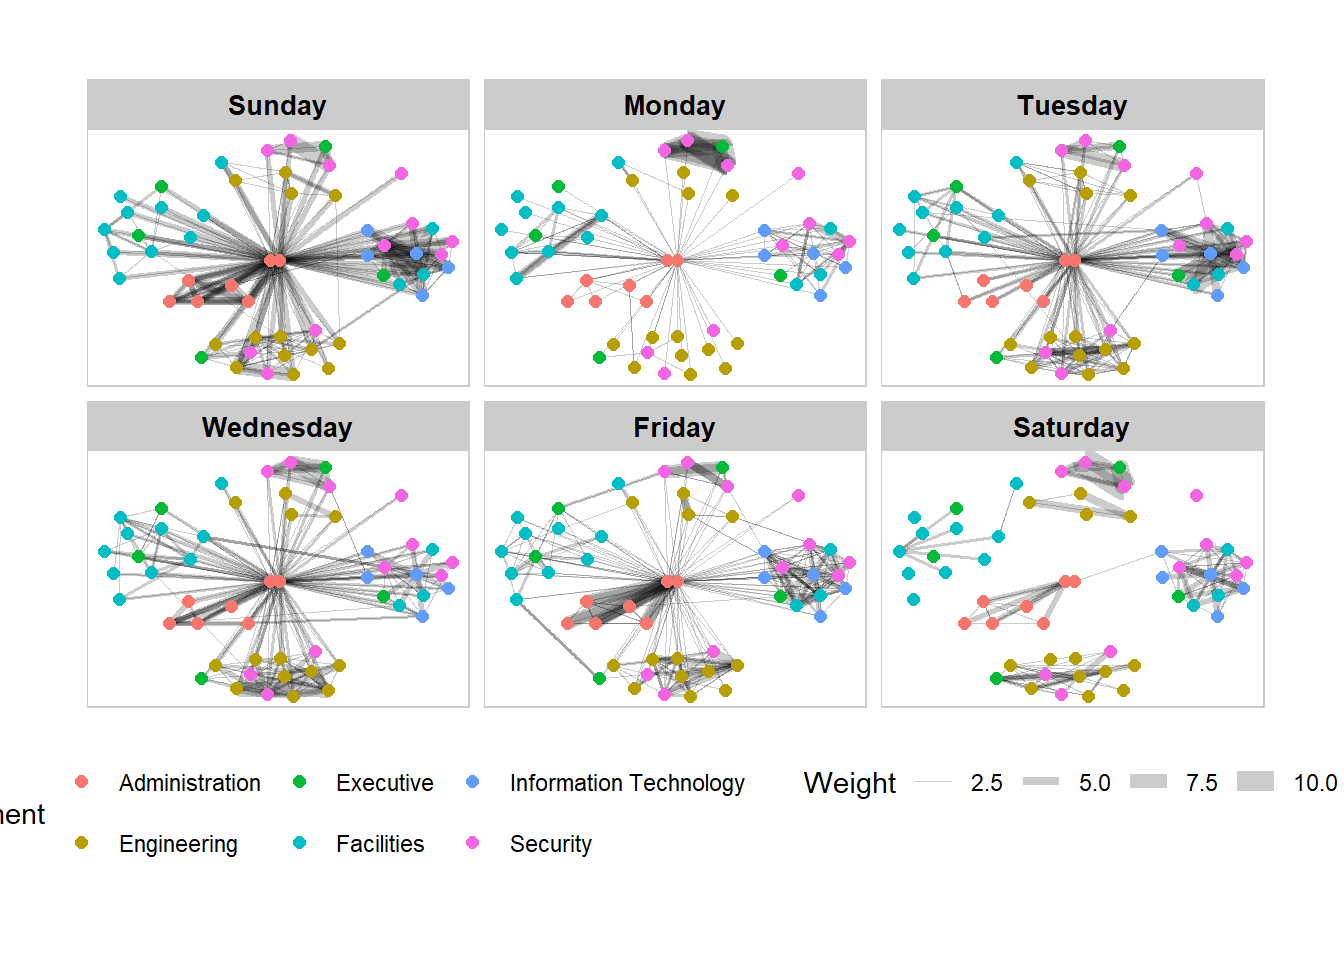 Sunday
Monday
Tuesday
Wednesday
Friday
Saturday
Administration
Executive
Information Technology
Weight
2.5
5.0
7.5
10.0
Engineering
Facilities
Security